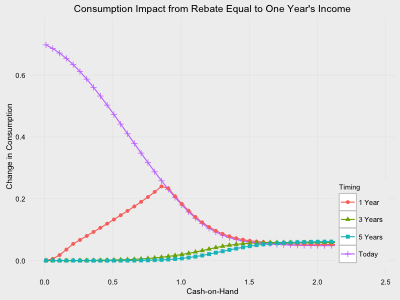 Consumption Impact from Rebate Equal to One Year's Income
Change in Consumption
0.6
0.4
0.2
0.0
0.0 0.5 1.0 1.5 2.0 2.5
Cash-on-Hand
Timing
1 Year
3 Years
5 Years
Today